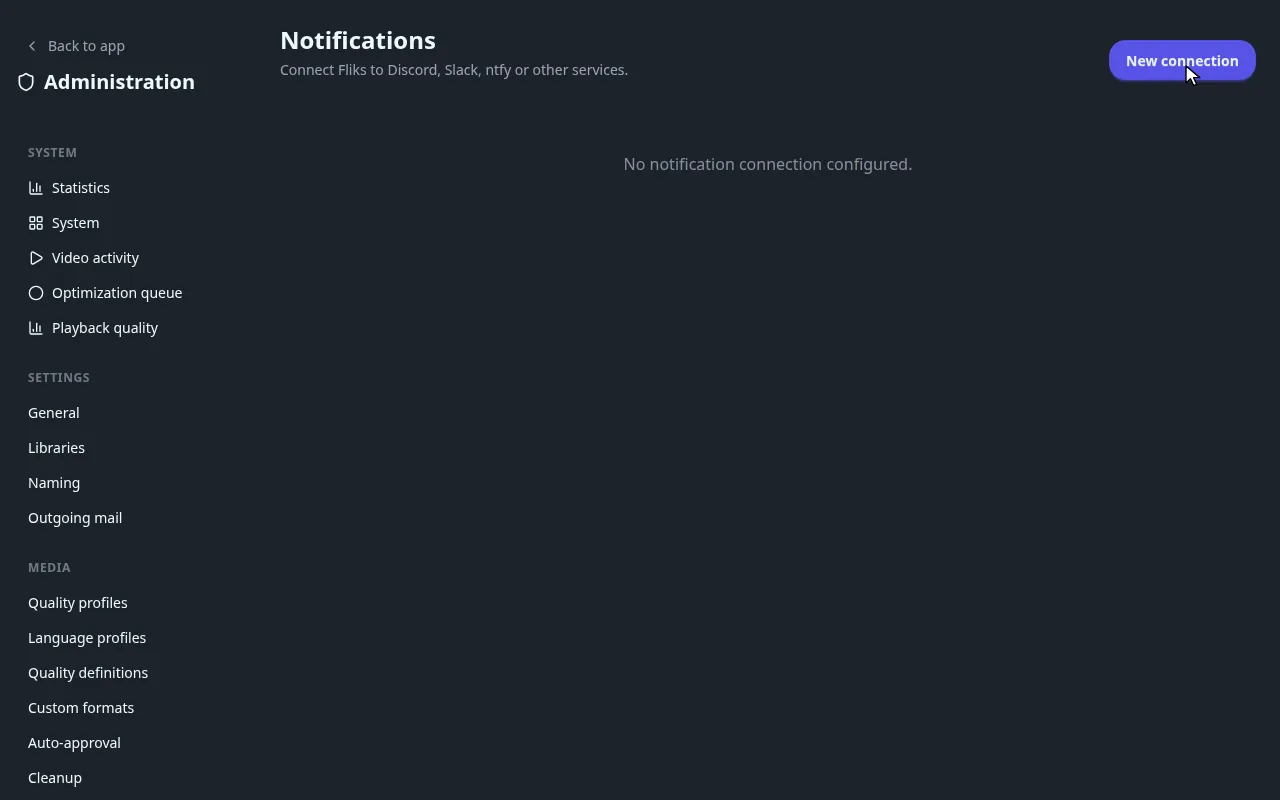 Back to app
Administration
SYSTEM
Statistics
System
Video activity
Optimization queue
Playback quality
SETTINGS
General
Libraries
Naming
Outgoing mail
MEDIA
Quality profiles
Language profiles
Quality definitions
Custom formats
Auto-approval
Cleanup
Notifications
Connect Fliks to Discord, Slack, ntfy or other services.
New connection
No notification connection configured.